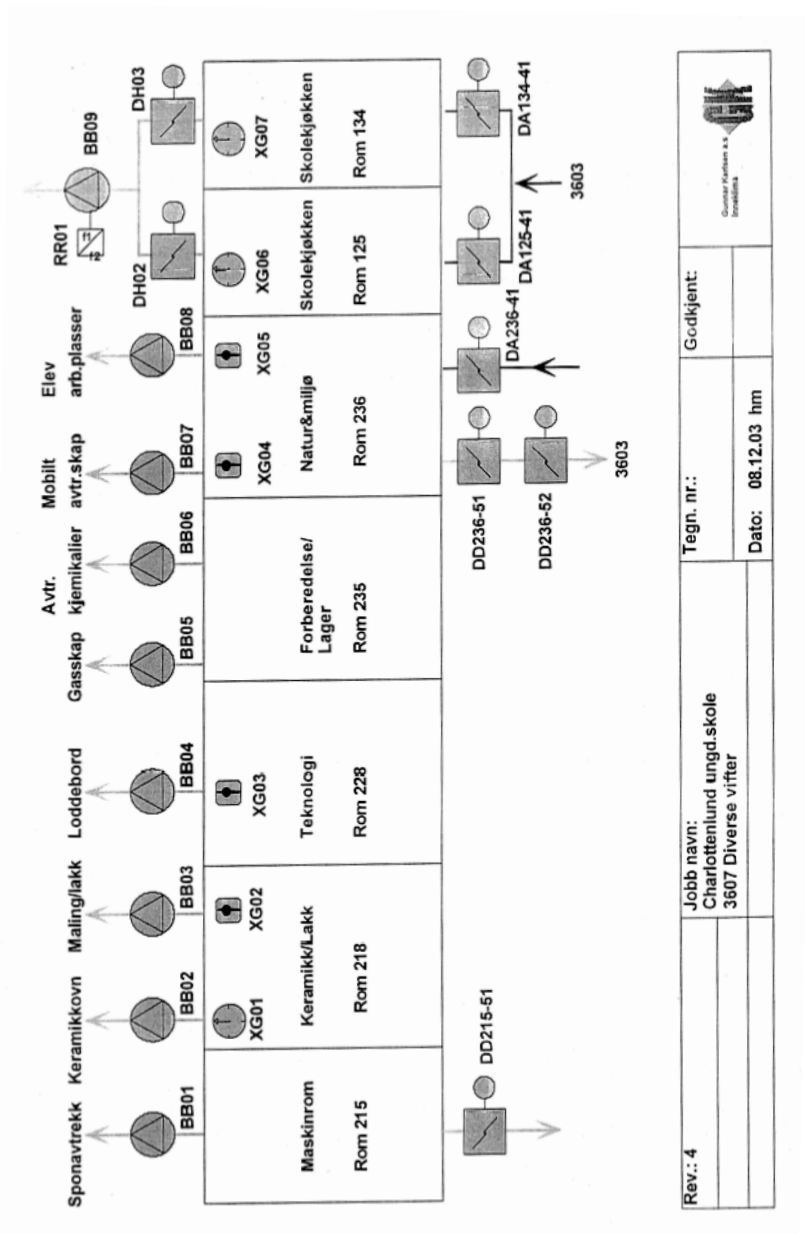 Sponavtrekk
Keramikkovn
Maling/lakk
Loddebord
Gasskap
Avtr.
kjemikalier
Mobilt
avtr.skap
Elev
arb.plasser
RR01
f1
f2
BB09
BB01
BB02
BB03
BB04
BB05
BB06
BB07
BB08
DH02
DH03
XG01
XG02
XG03
XG04
XG05
XG06
XG07
Maskinrom
Rom 215
Keramikk/Lakk
Rom 218
Teknologi
Rom 228
Forberedelse/
Lager
Rom 235
Natur&miljø
Rom 236
Skolekjøkken
Rom 125
Skolekjøkken
Rom 134
DD215-51
DD236-51
DD236-52
3603
DA236-41
DA125-41
DA134-41
3603
Rev.: 4
Jobb navn:
Charlottenlund ungd.skole
3607 Diverse vifter
Tegn. nr.:
Dato: 08.12.03 hm
Godkjent:
Gunnar Karlsen a.s
Inneklima